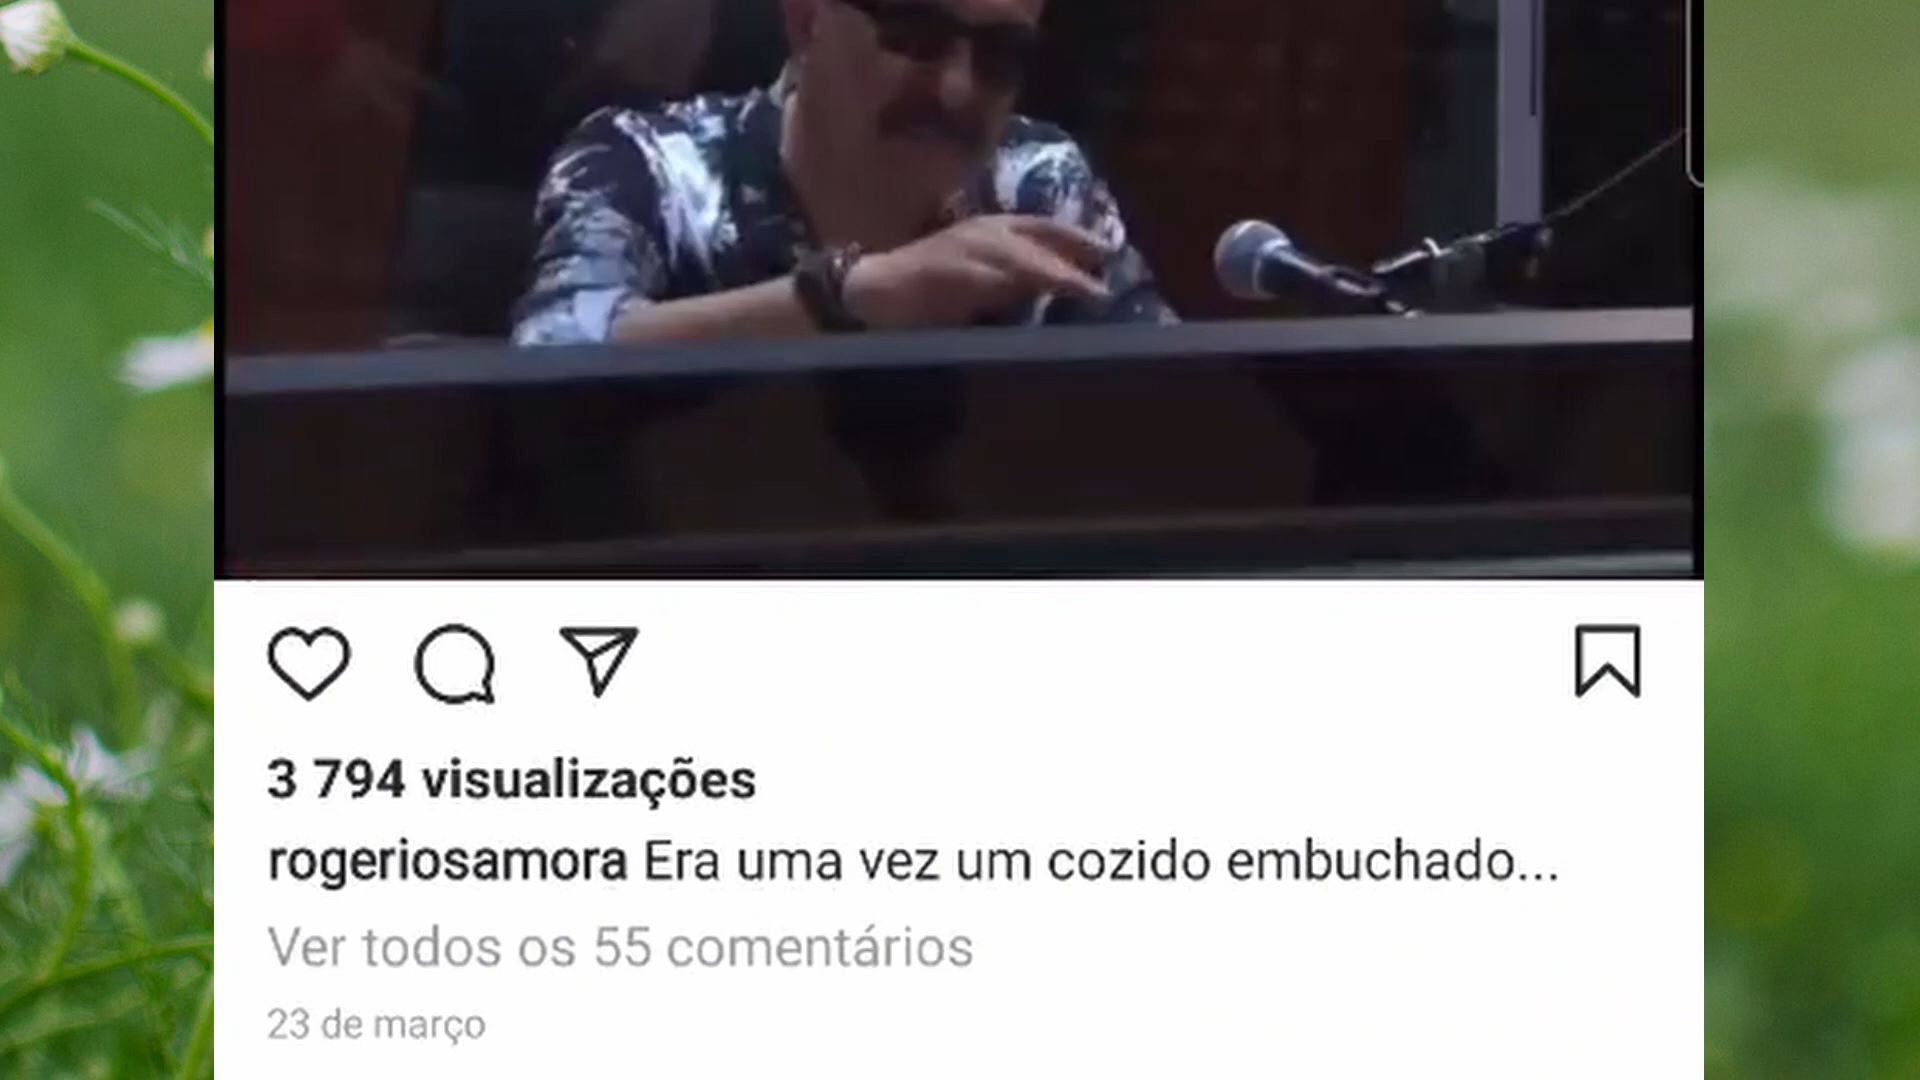 3 794 visualizações
rogeriosamora Era uma vez um cozido embuchado...
Ver todos os 55 comentários
23 de março